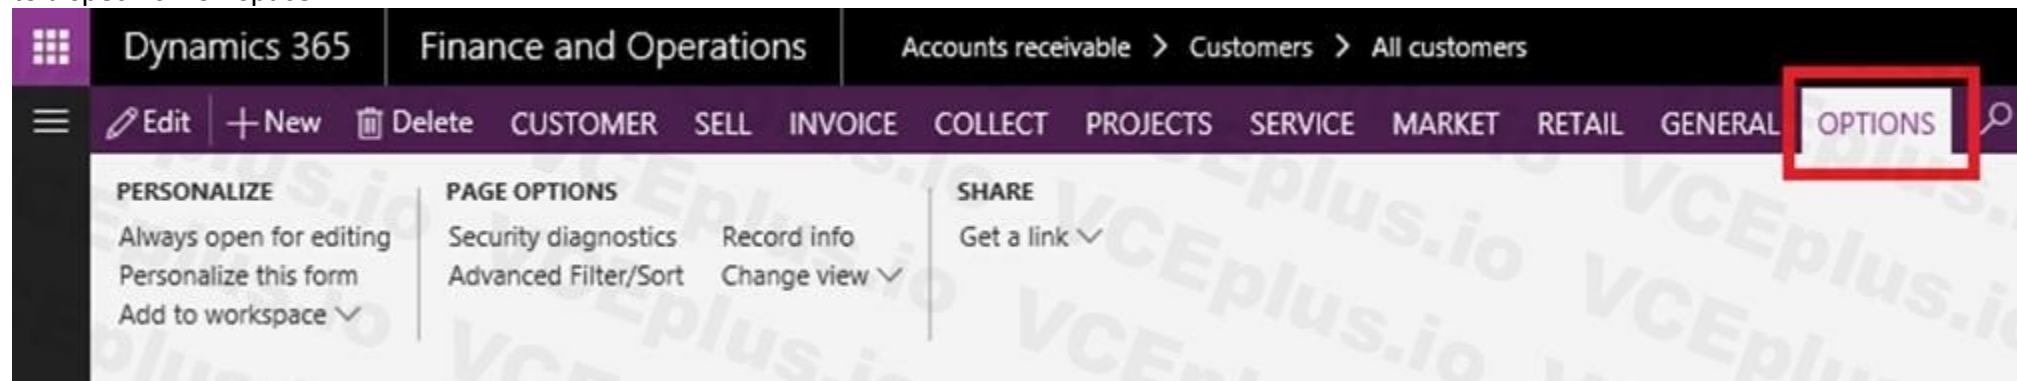 Dynamics 365 Finance and Operations Accounts receivable > Customers > All customers
Edit New Delete CUSTOMER SELL INVOICE COLLECT PROJECTS SERVICE MARKET RETAIL GENERAL OPTIONS
PERSONALIZE
Always open for editing
Personalize this form
Add to workspace
PAGE OPTIONS
Security diagnostics Record info
Advanced Filter/Sort Change view
SHARE
Get a link
VCEplus.io